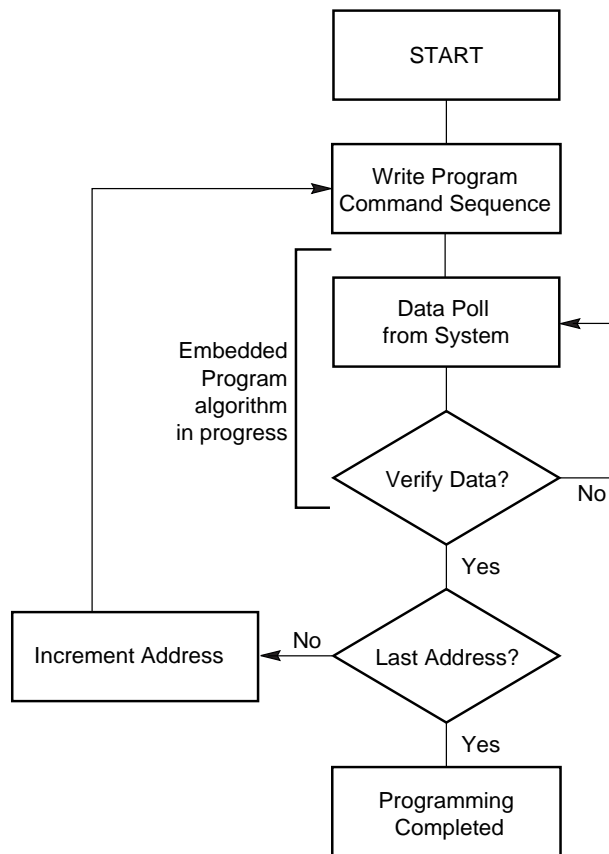 START
Write Program
Command Sequence
Data Poll
from System
Embedded
Program
algorithm
in progress
Verify Data?
No
Yes
Increment Address
No
Last Address?
Yes
Programming
Completed